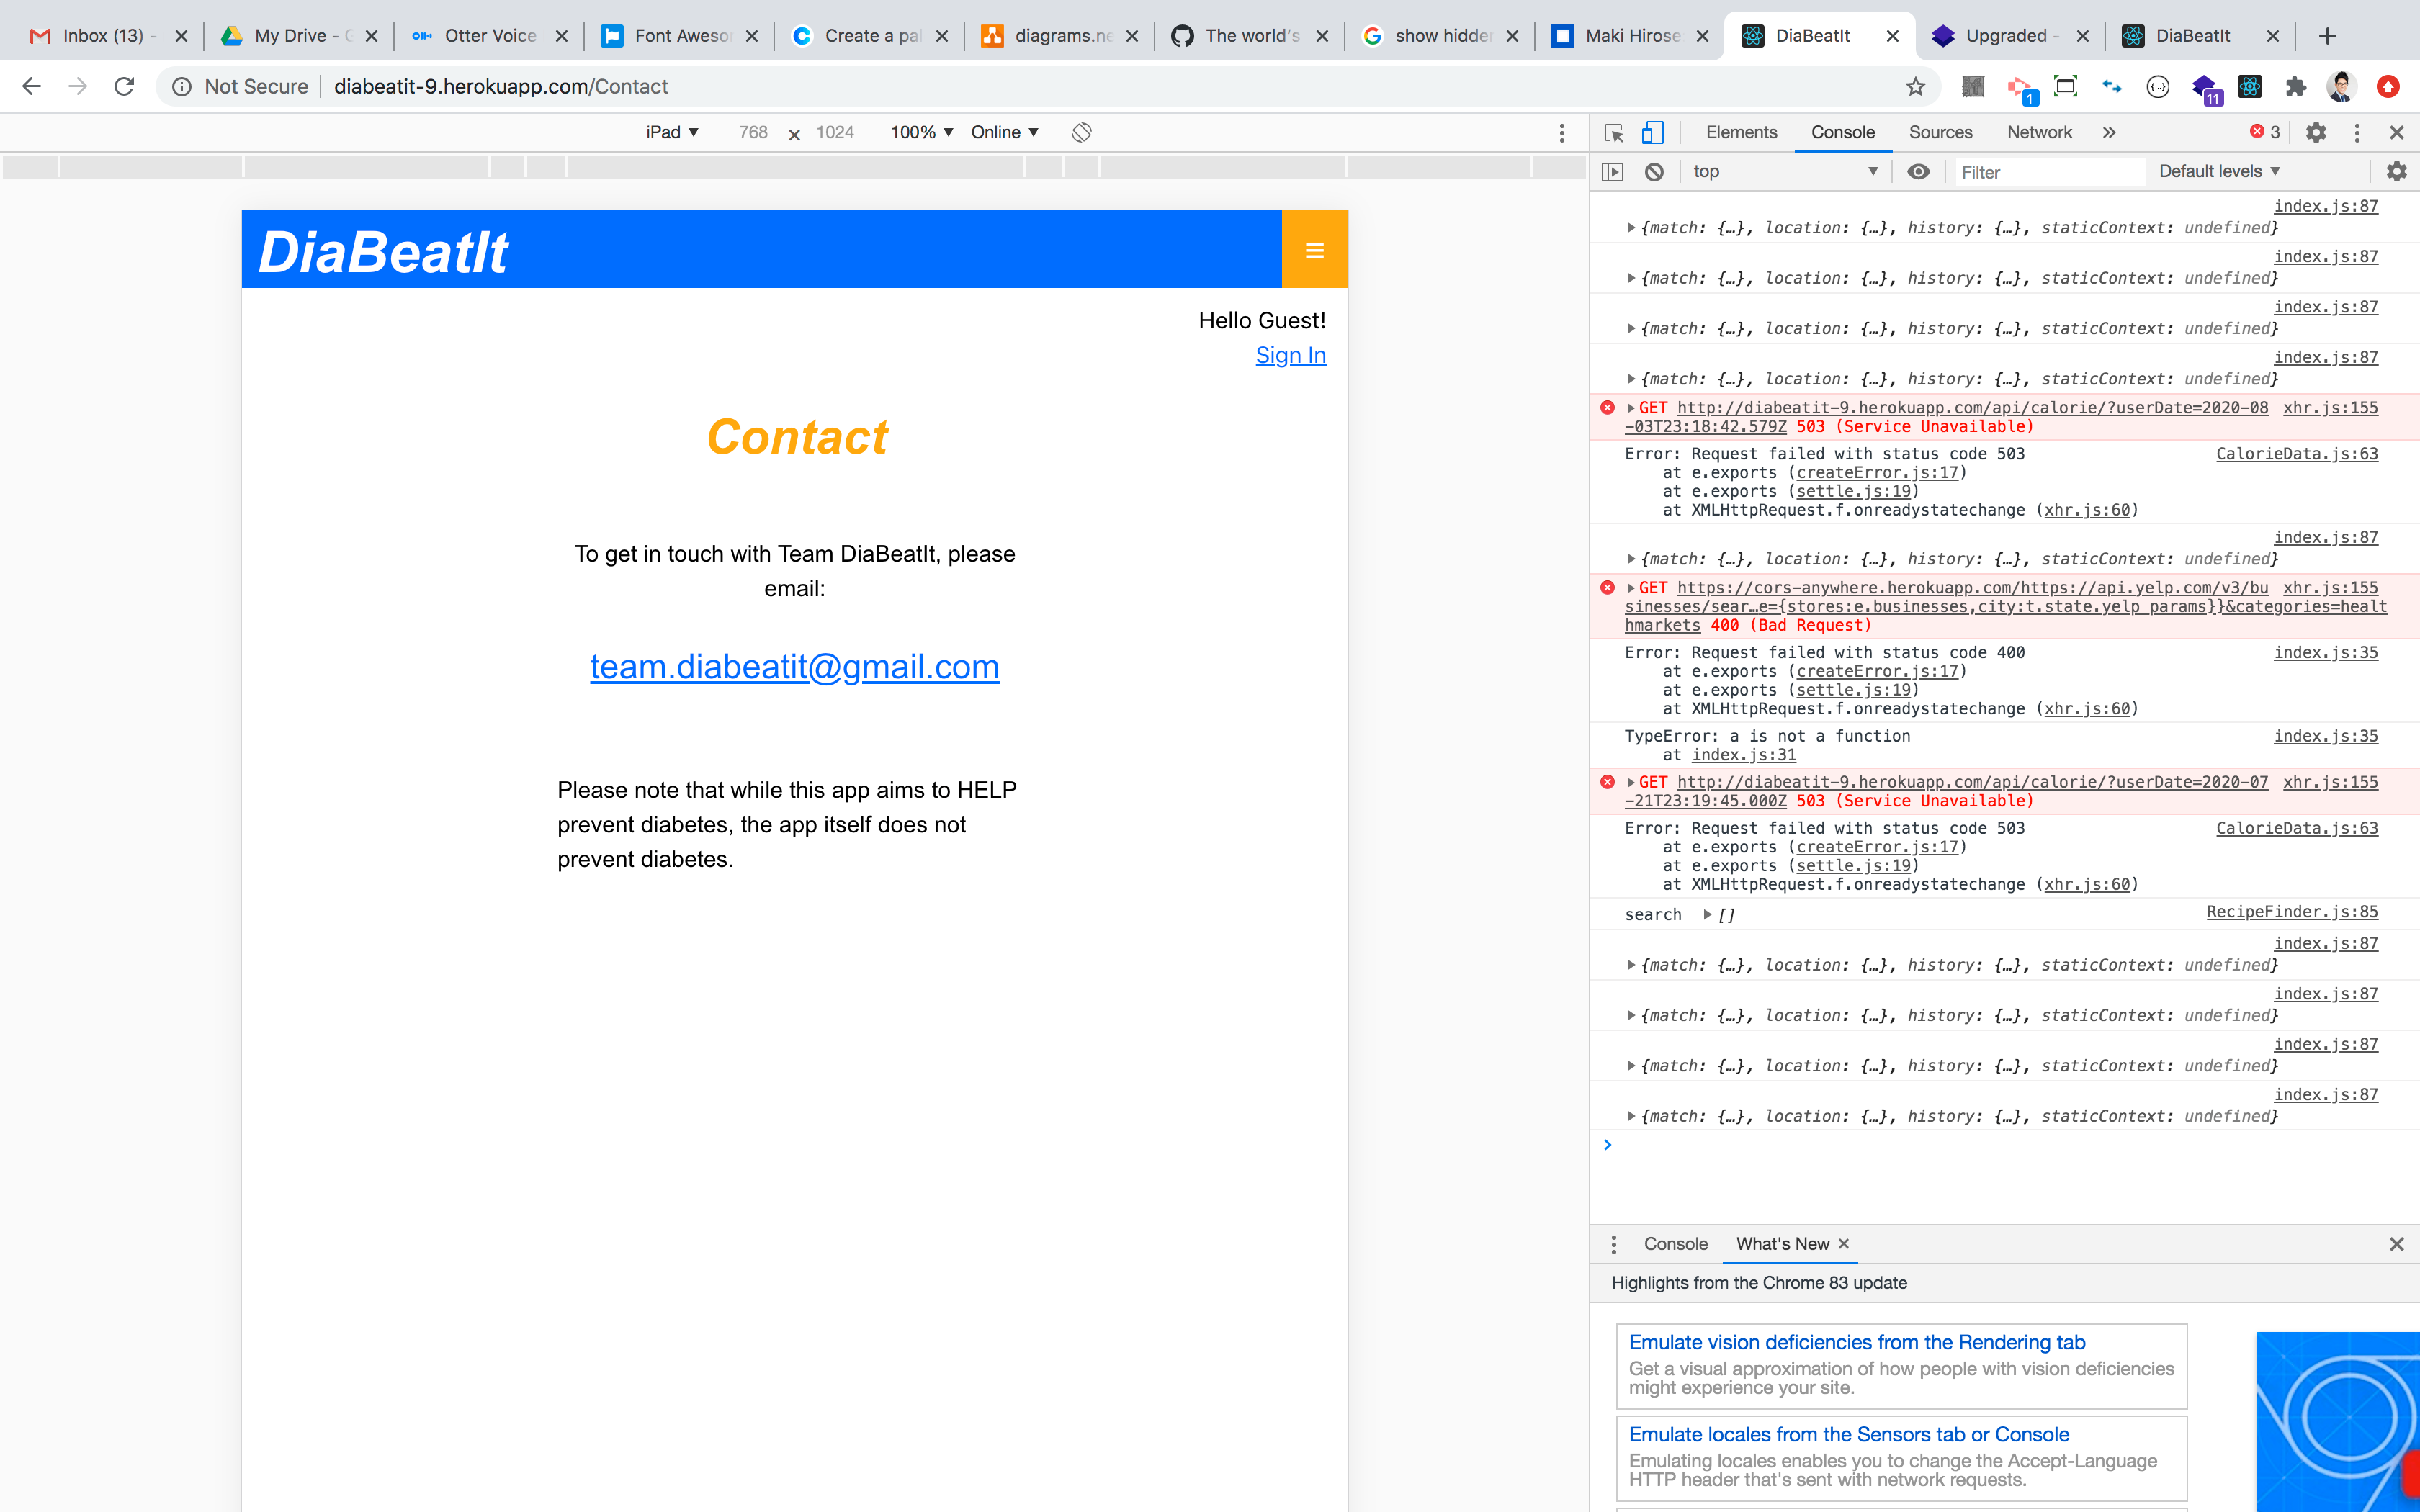 Inbox (13) -
My Drive - G
Otter Voice
Font Aweso
Create a pal
diagrams.ne
The world's
show hidden
Maki Hirose
DiaBeatIt
Upgraded -
DiaBeatIt
Not Secure
diabeatit-9.herokuapp.com/Contact
1
11
iPad ▼ 768 × 1024 100% ▼ Online ▼
Elements Console Sources Network » 3
top ▼ Filter Default levels ▼
DiaBeatIt
Hello Guest!
Sign In
Contact
To get in touch with Team DiaBeatIt, please
email:
team.diabeatit@gmail.com
Please note that while this app aims to HELP
prevent diabetes, the app itself does not
prevent diabetes.
index.js:87
{match: {…}, location: {…}, history: {…}, staticContext: undefined}
index.js:87
{match: {…}, location: {…}, history: {…}, staticContext: undefined}
index.js:87
{match: {…}, location: {…}, history: {…}, staticContext: undefined}
index.js:87
{match: {…}, location: {…}, history: {…}, staticContext: undefined}
GET http://diabeatit-9.herokuapp.com/api/calorie/?userDate=2020-08 xhr.js:155
-03T23:18:42.579Z 503 (Service Unavailable)
Error: Request failed with status code 503 CalorieData.js:63
at e.exports (createError.js:17)
at e.exports (settle.js:19)
at XMLHttpRequest.f.onreadystatechange (xhr.js:60)
index.js:87
{match: {…}, location: {…}, history: {…}, staticContext: undefined}
GET https://cors-anywhere.herokuapp.com/https://api.yelp.com/v3/bu xhr.js:155
sinesses/sear…e={stores:e.businesses,city:t.state.yelp_params}}&categories=healt
hmarkets 400 (Bad Request)
Error: Request failed with status code 400 index.js:35
at e.exports (createError.js:17)
at e.exports (settle.js:19)
at XMLHttpRequest.f.onreadystatechange (xhr.js:60)
TypeError: a is not a function index.js:35
at index.js:31
GET http://diabeatit-9.herokuapp.com/api/calorie/?userDate=2020-07 xhr.js:155
-21T23:19:45.000Z 503 (Service Unavailable)
Error: Request failed with status code 503 CalorieData.js:63
at e.exports (createError.js:17)
at e.exports (settle.js:19)
at XMLHttpRequest.f.onreadystatechange (xhr.js:60)
search [] RecipeFinder.js:85
index.js:87
{match: {…}, location: {…}, history: {…}, staticContext: undefined}
index.js:87
{match: {…}, location: {…}, history: {…}, staticContext: undefined}
index.js:87
{match: {…}, location: {…}, history: {…}, staticContext: undefined}
index.js:87
{match: {…}, location: {…}, history: {…}, staticContext: undefined}
Console What's New
Highlights from the Chrome 83 update
Emulate vision deficiencies from the Rendering tab
Get a visual approximation of how people with vision deficiencies
might experience your site.
Emulate locales from the Sensors tab or Console
Emulating locales enables you to change the Accept-Language
HTTP header that's sent with network requests.